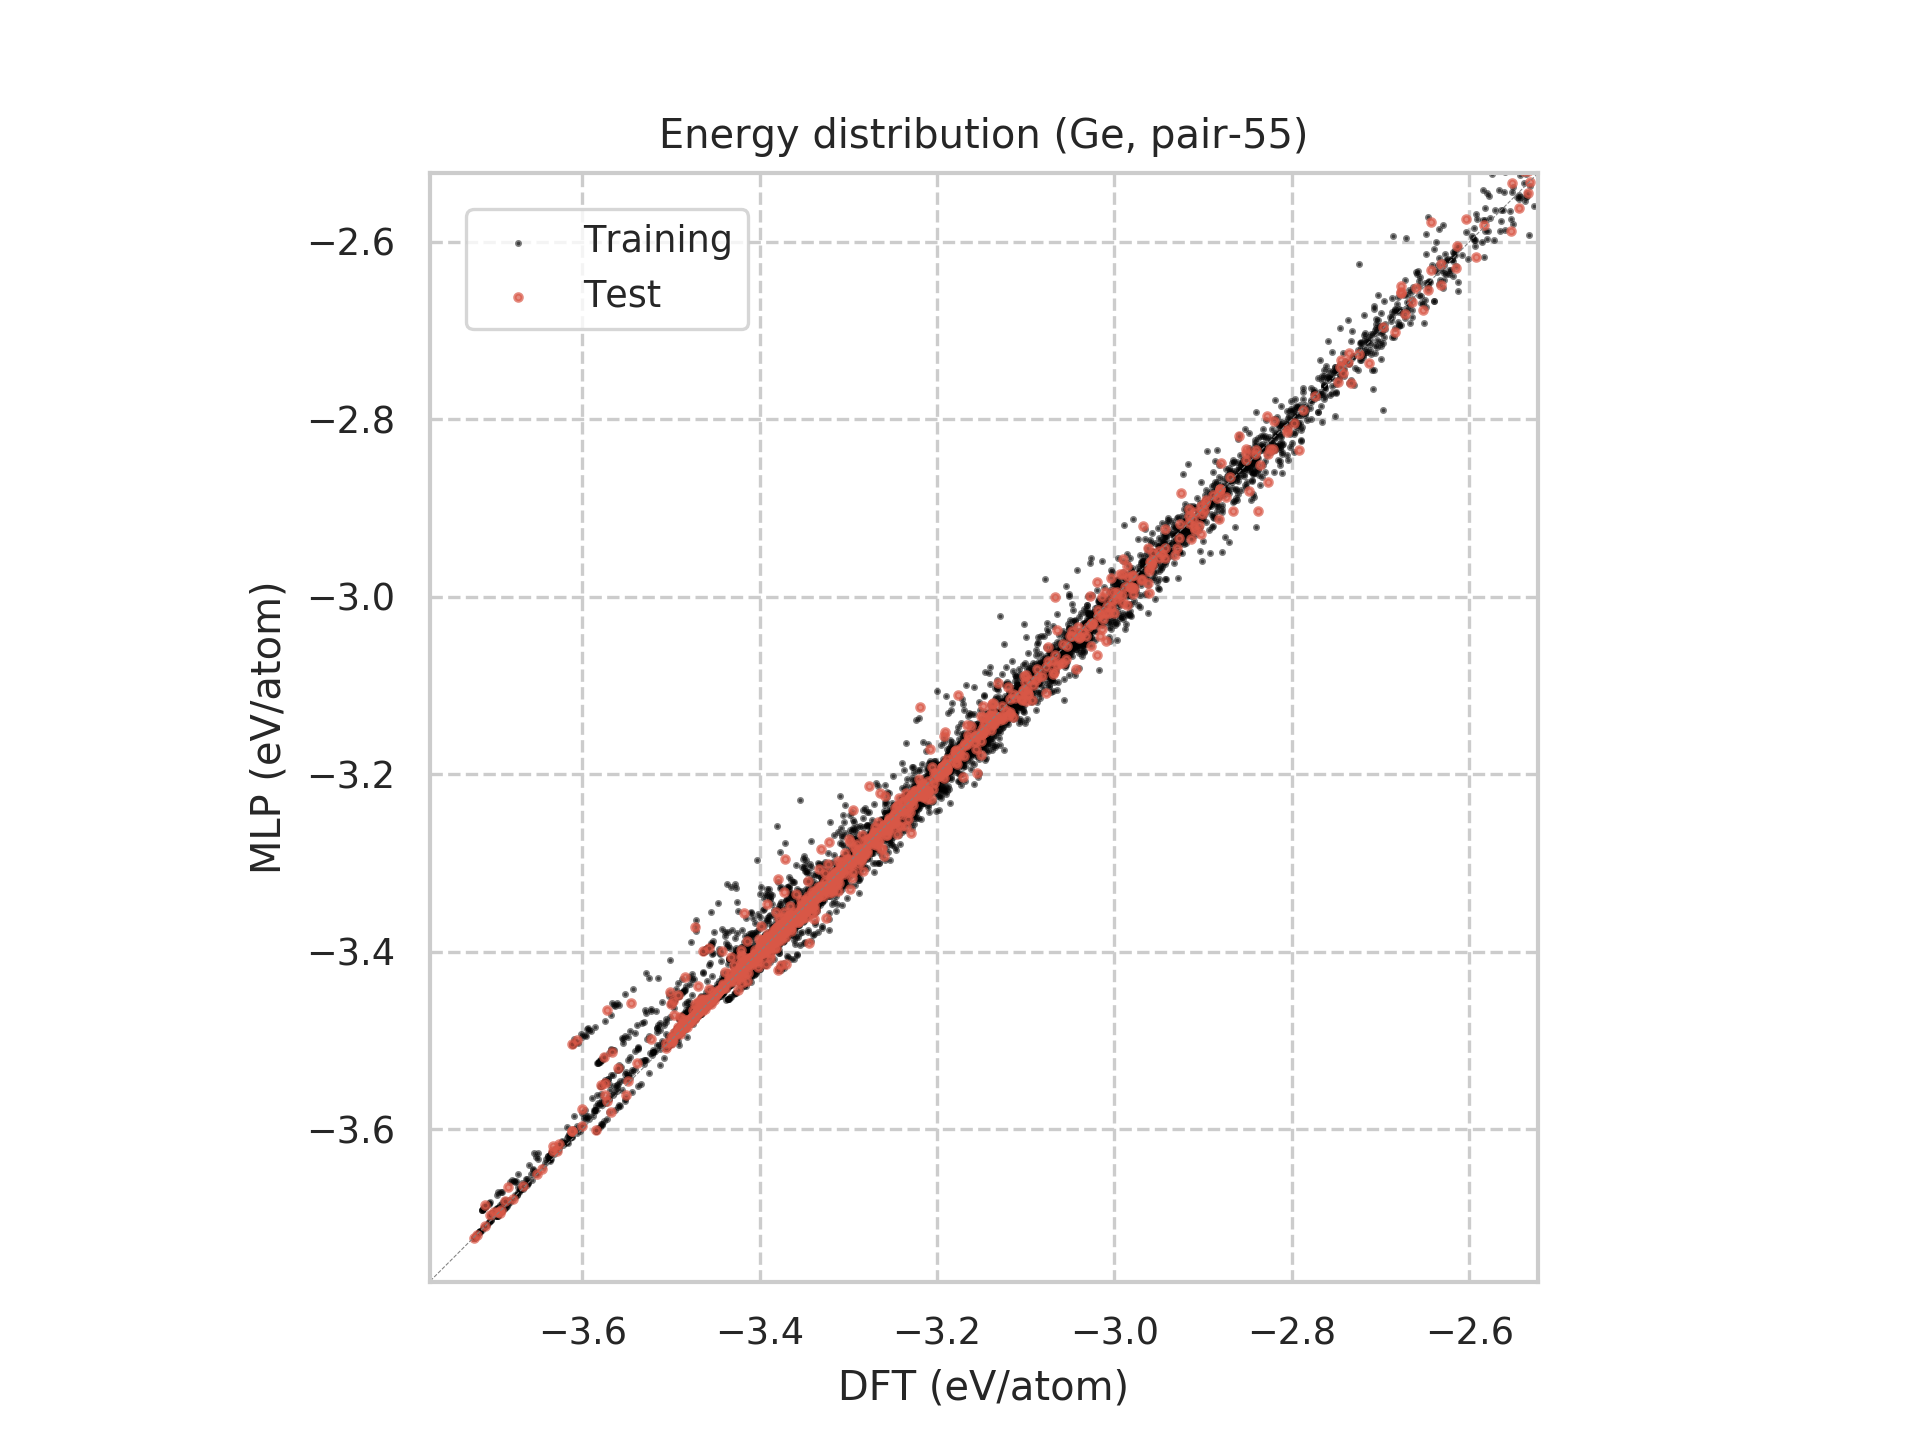 Energy distribution (Ge, pair-55)
Training
Test
−2.6
−2.8
−3.0
−3.2
−3.4
−3.6
MLP (eV/atom)
−3.6 −3.4 −3.2 −3.0 −2.8 −2.6
DFT (eV/atom)